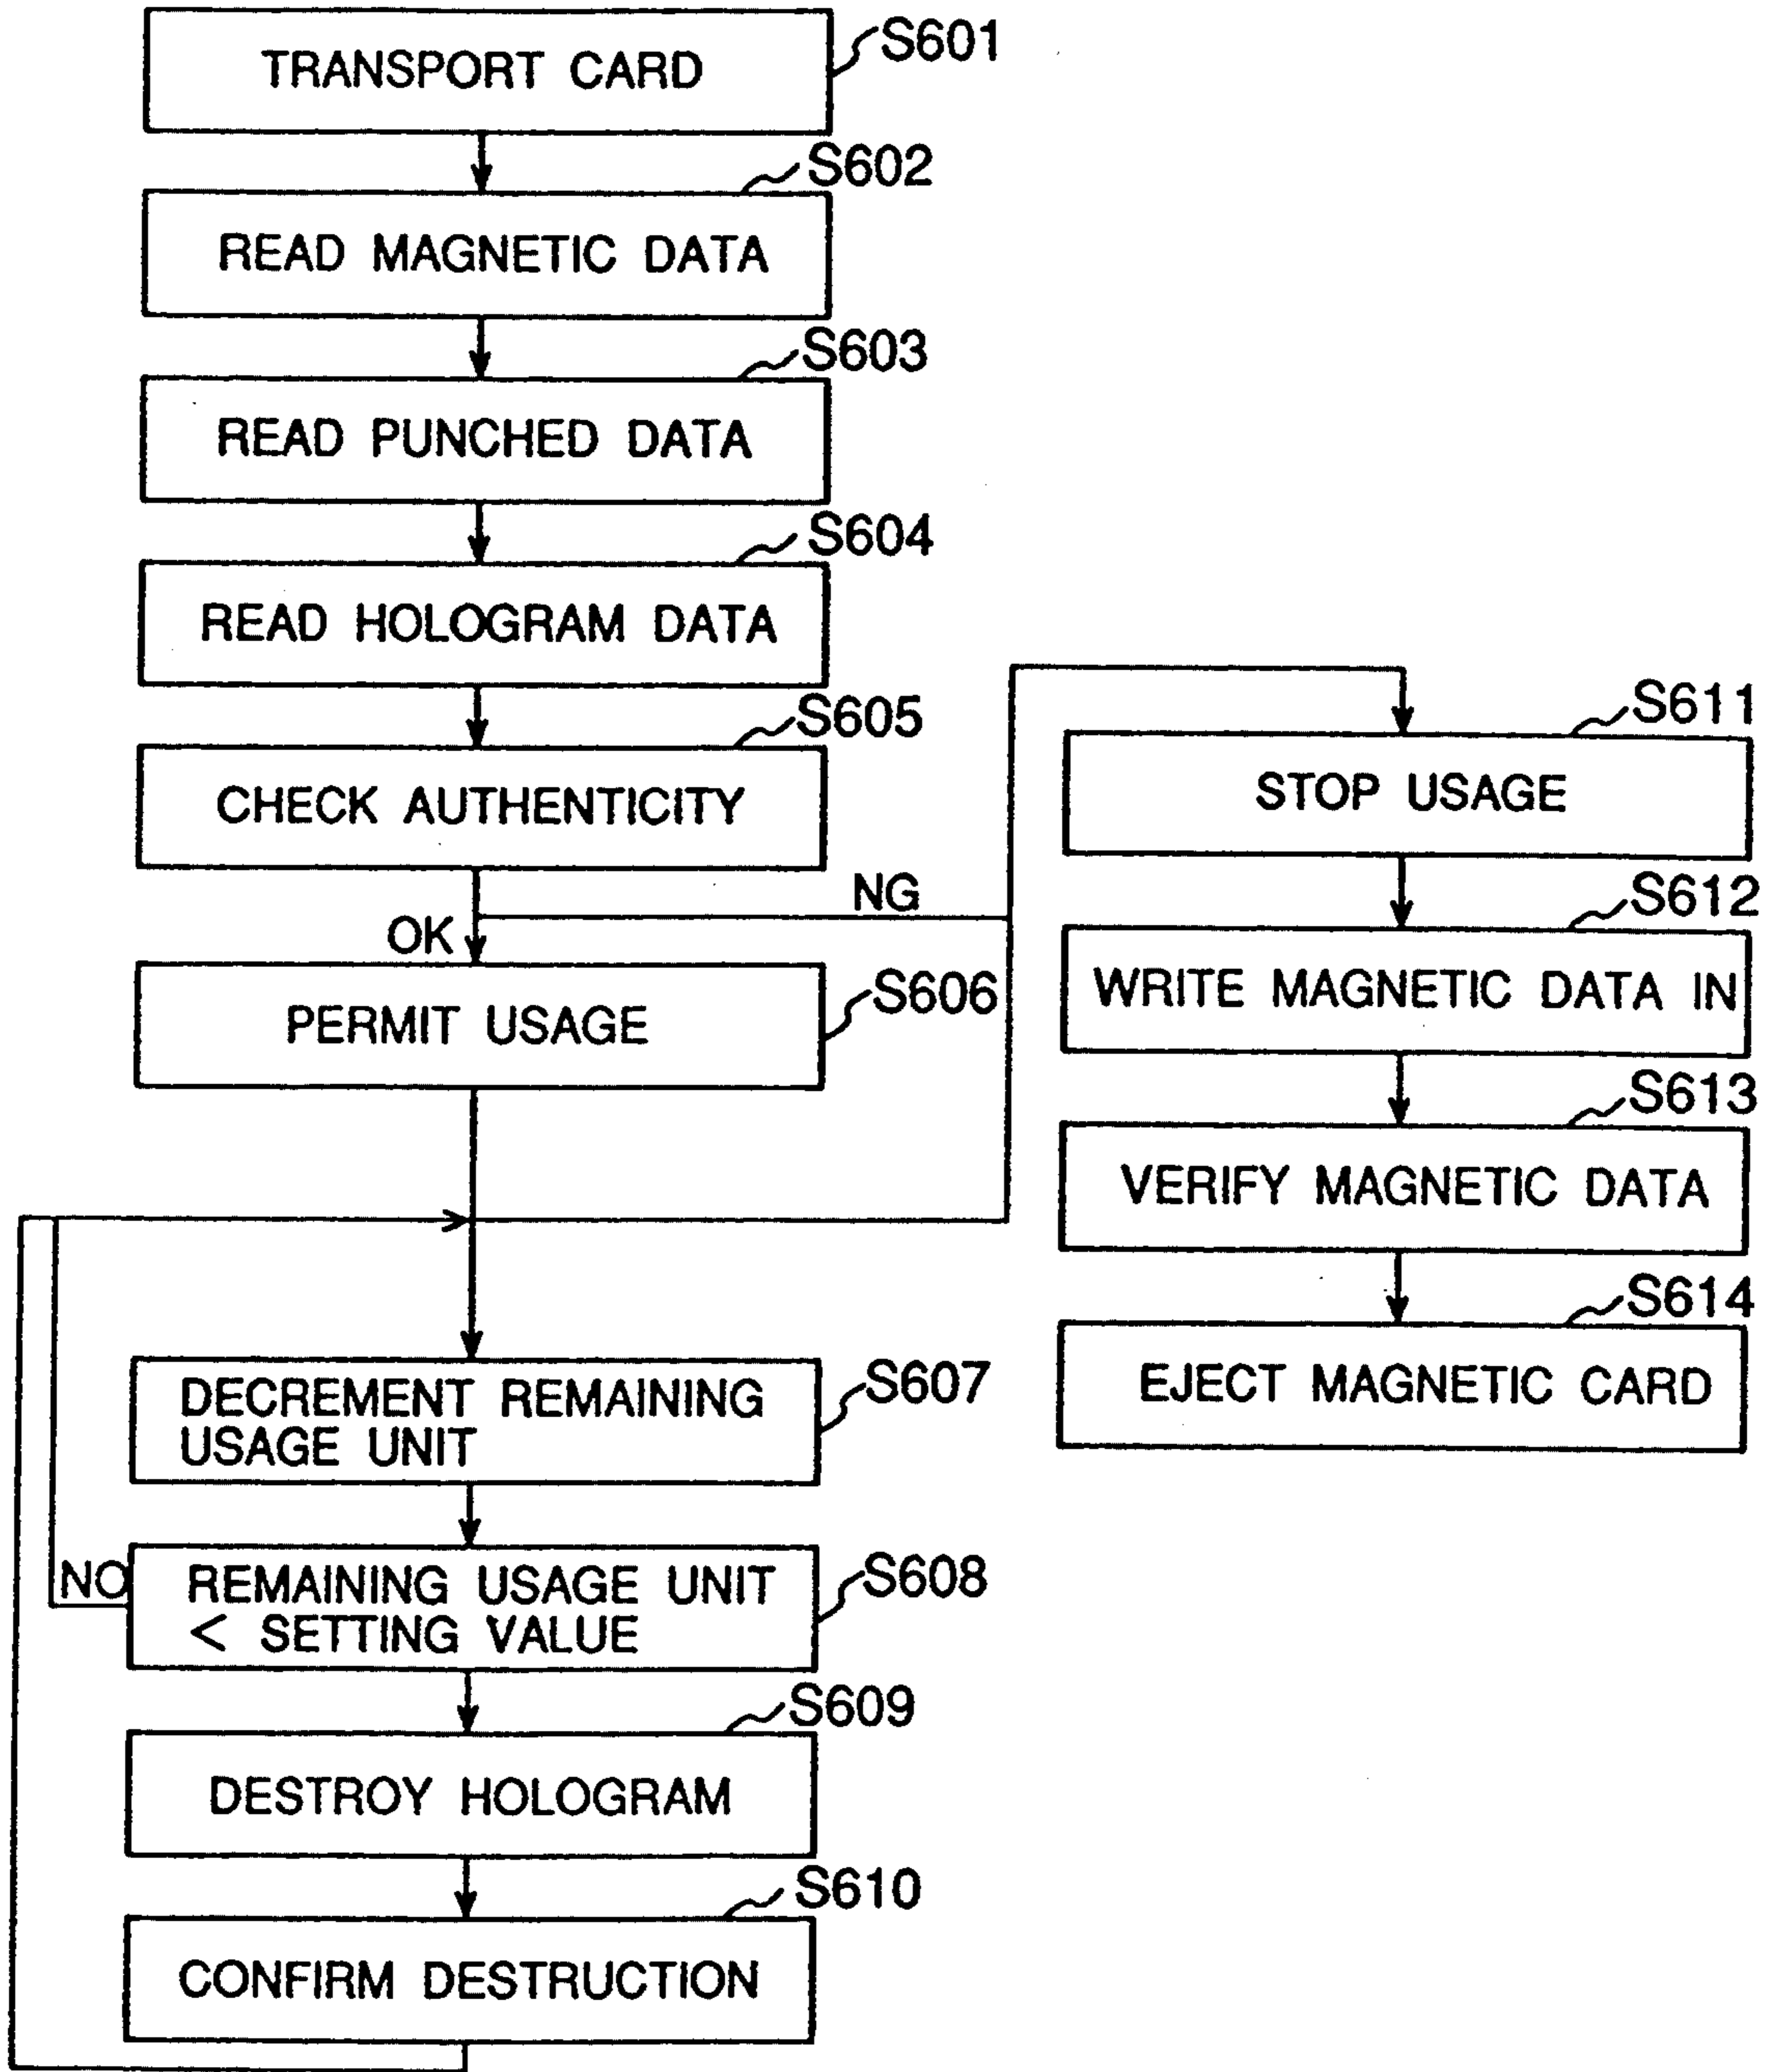 TRANSPORT CARD
S601
S602
READ MAGNETIC DATA
S603
READ PUNCHED DATA
S604
READ HOLOGRAM DATA
S605
CHECK AUTHENTICITY
NG
OK
PERMIT USAGE
S606
DECREMENT REMAINING
USAGE UNIT
S607
NO
REMAINING USAGE UNIT
< SETTING VALUE
S608
S609
DESTROY HOLOGRAM
S610
CONFIRM DESTRUCTION
S611
STOP USAGE
S612
WRITE MAGNETIC DATA IN
S613
VERIFY MAGNETIC DATA
S614
EJECT MAGNETIC CARD